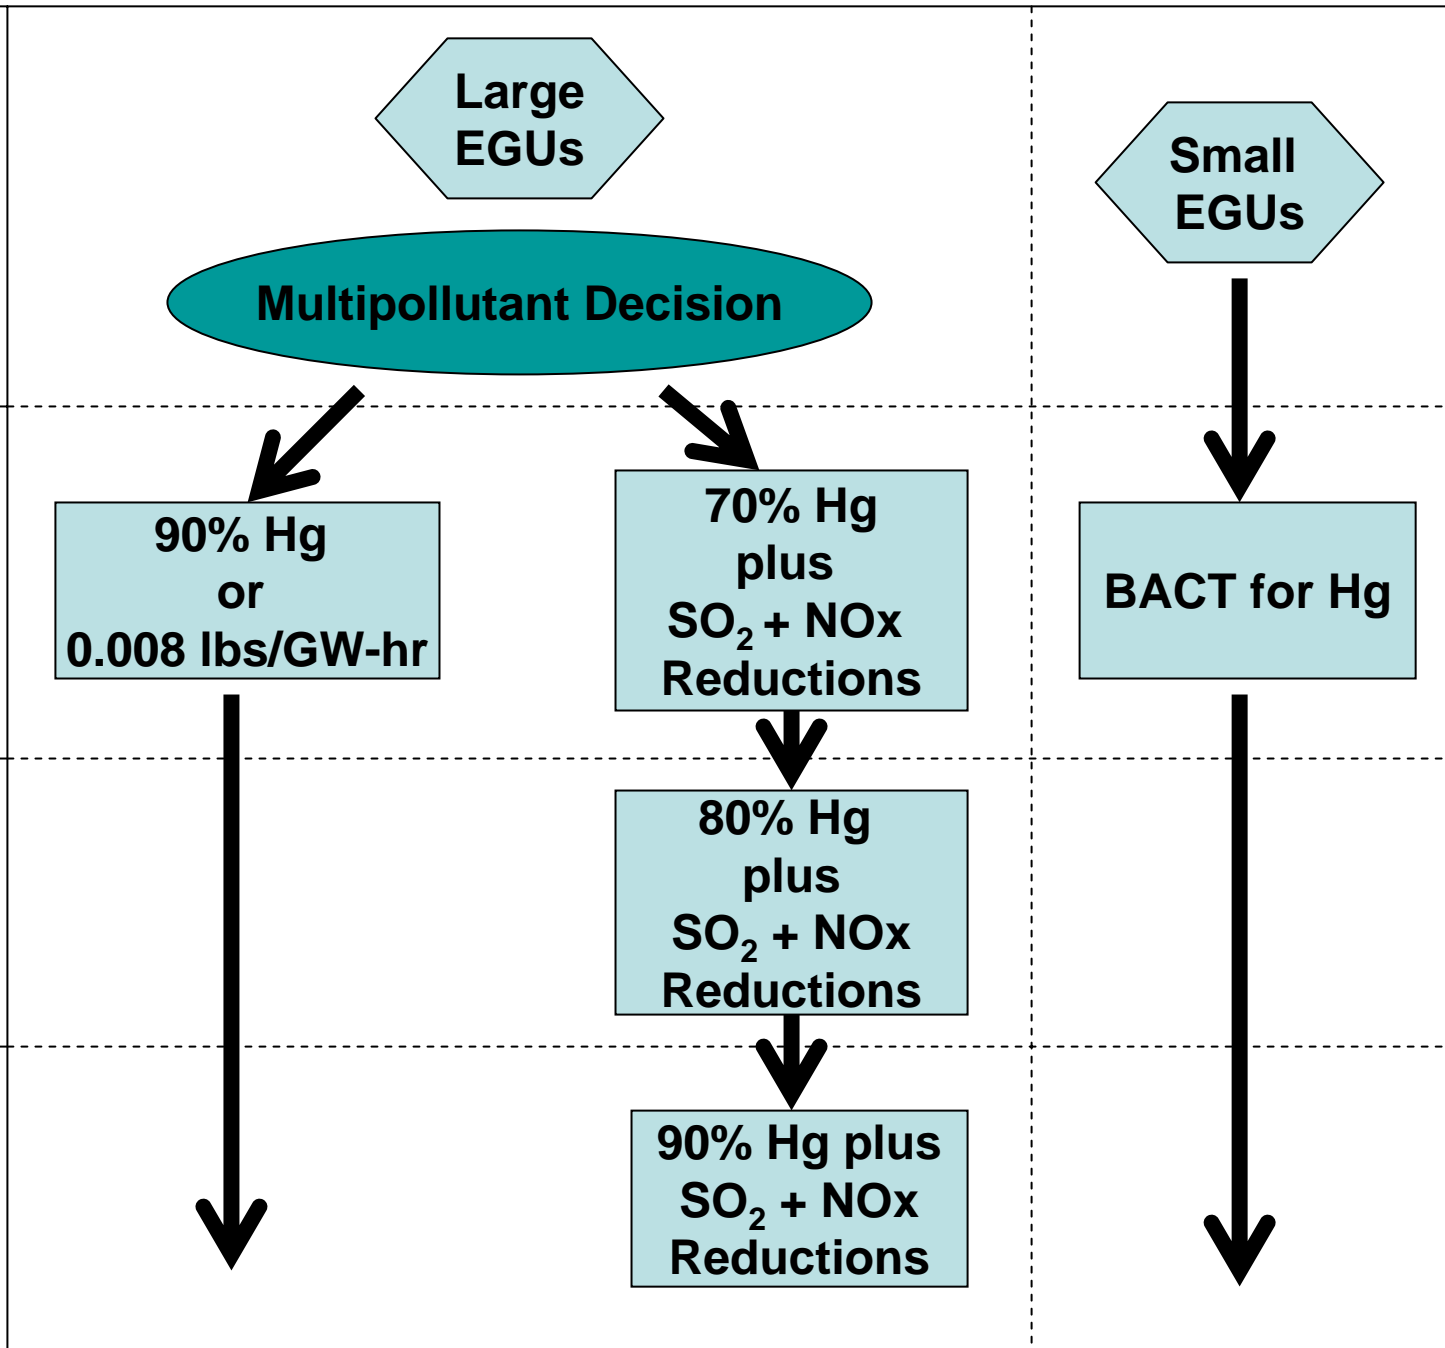 Large
EGUs
Multipollutant Decision
90% Hg
or
0.008 lbs/GW-hr
70% Hg
plus
SO₂ + NOx
Reductions
80% Hg
plus
SO₂ + NOx
Reductions
90% Hg plus
SO₂ + NOx
Reductions
Small
EGUs
BACT for Hg